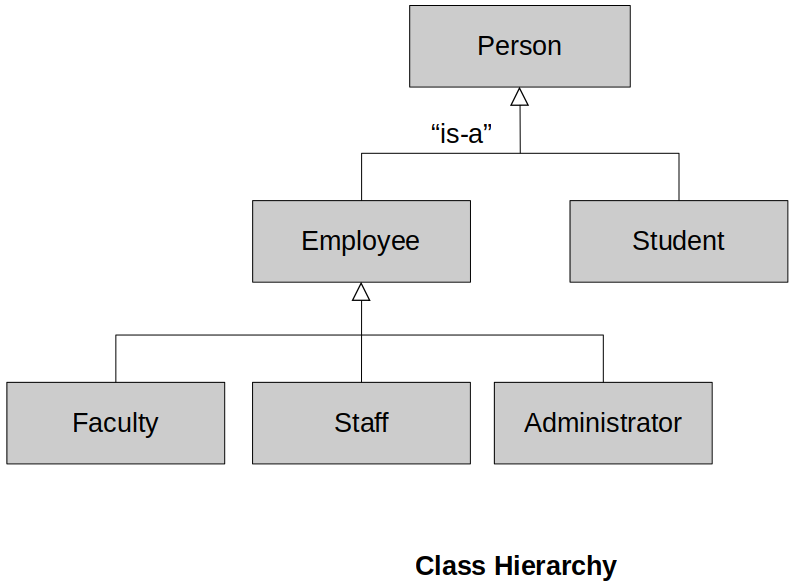 Person
“is-a”
Employee
Student
Faculty
Staff
Administrator
Class Hierarchy